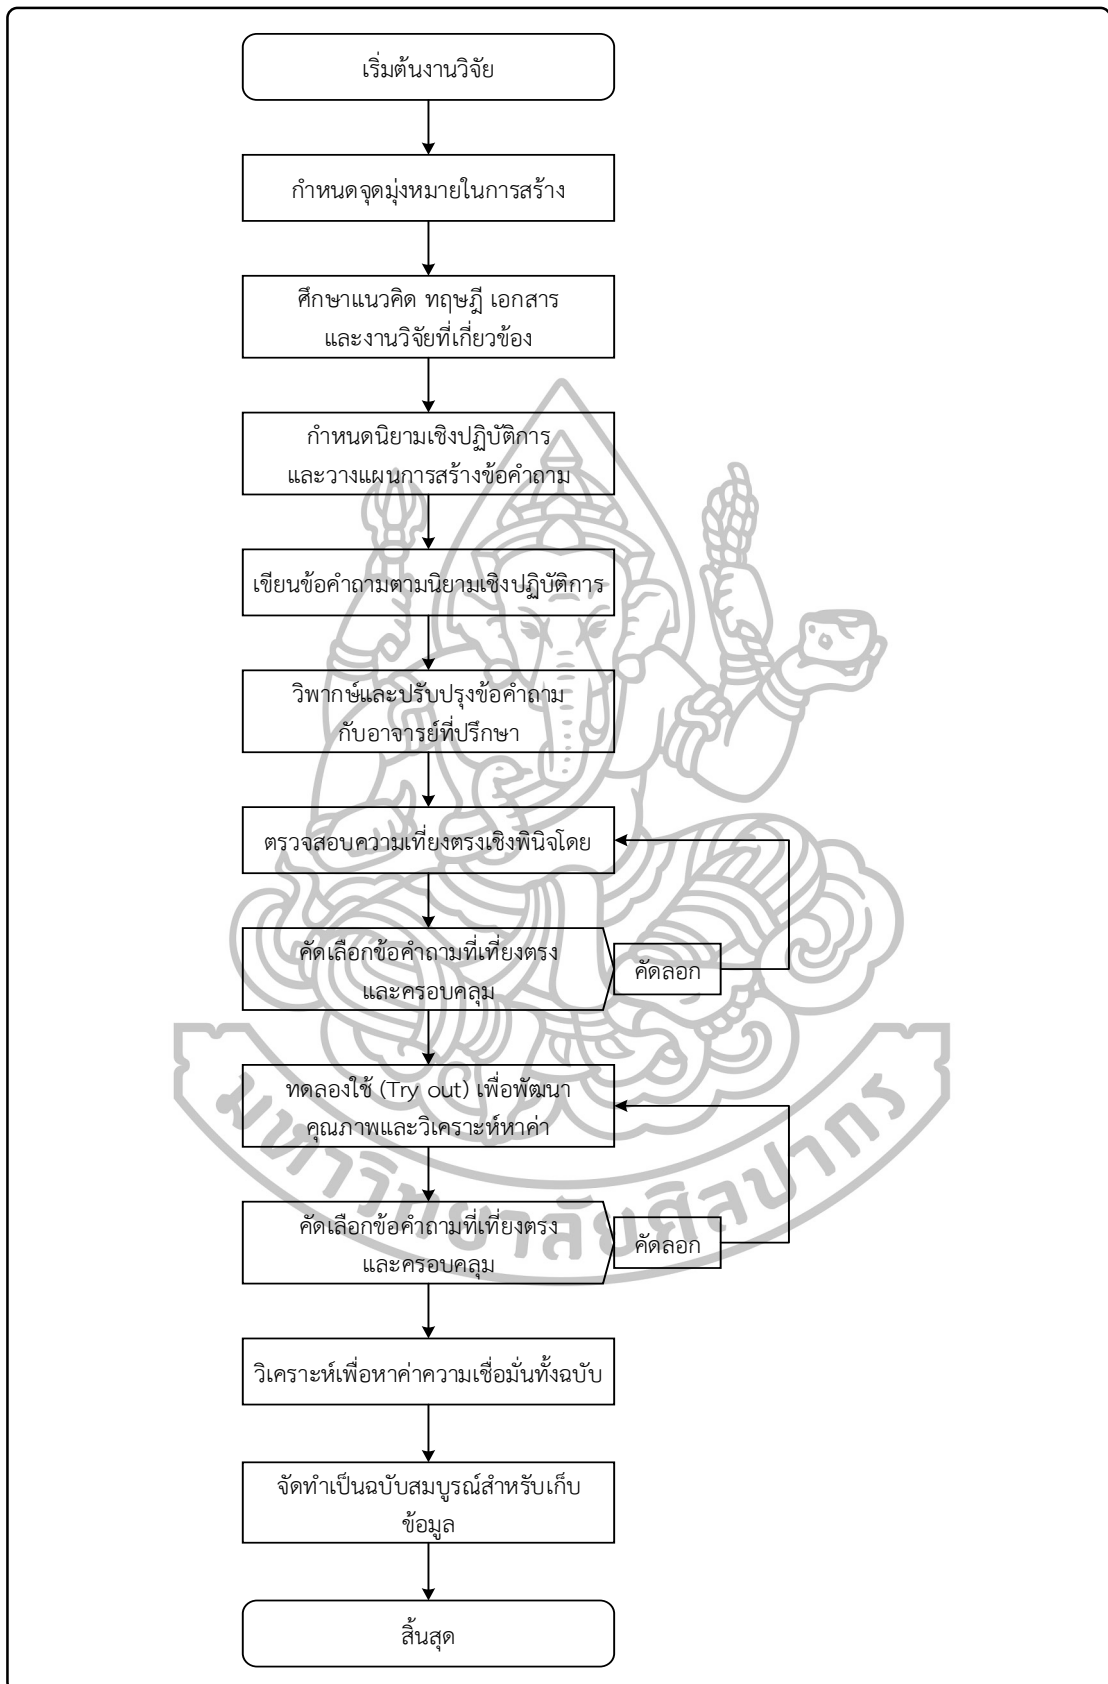 เริ่มต้นงานวิจัย
กำหนดจุดมุ่งหมายในการสร้าง
ศึกษาแนวคิด ทฤษฎี เอกสาร
และงานวิจัยที่เกี่ยวข้อง
กำหนดนิยามเชิงปฏิบัติการ
และวางแผนการสร้างข้อคำถาม
เขียนข้อคำถามตามนิยามเชิงปฏิบัติการ
วิพากษ์และปรับปรุงข้อคำถาม
กับอาจารย์ที่ปรึกษา
ตรวจสอบความเที่ยงตรงเชิงพินิจโดย
คัดเลือกข้อคำถามที่เที่ยงตรง
และครอบคลุม
คัดลอก
ทดลองใช้ (Try out) เพื่อพัฒนา
คุณภาพและวิเคราะห์หาค่า
คัดเลือกข้อคำถามที่เที่ยงตรง
และครอบคลุม
คัดลอก
มหาวิทยาลัยศิลปากร
วิเคราะห์เพื่อหาค่าความเชื่อมั่นทั้งฉบับ
จัดทำเป็นฉบับสมบูรณ์สำหรับเก็บ
ข้อมูล
สิ้นสุด